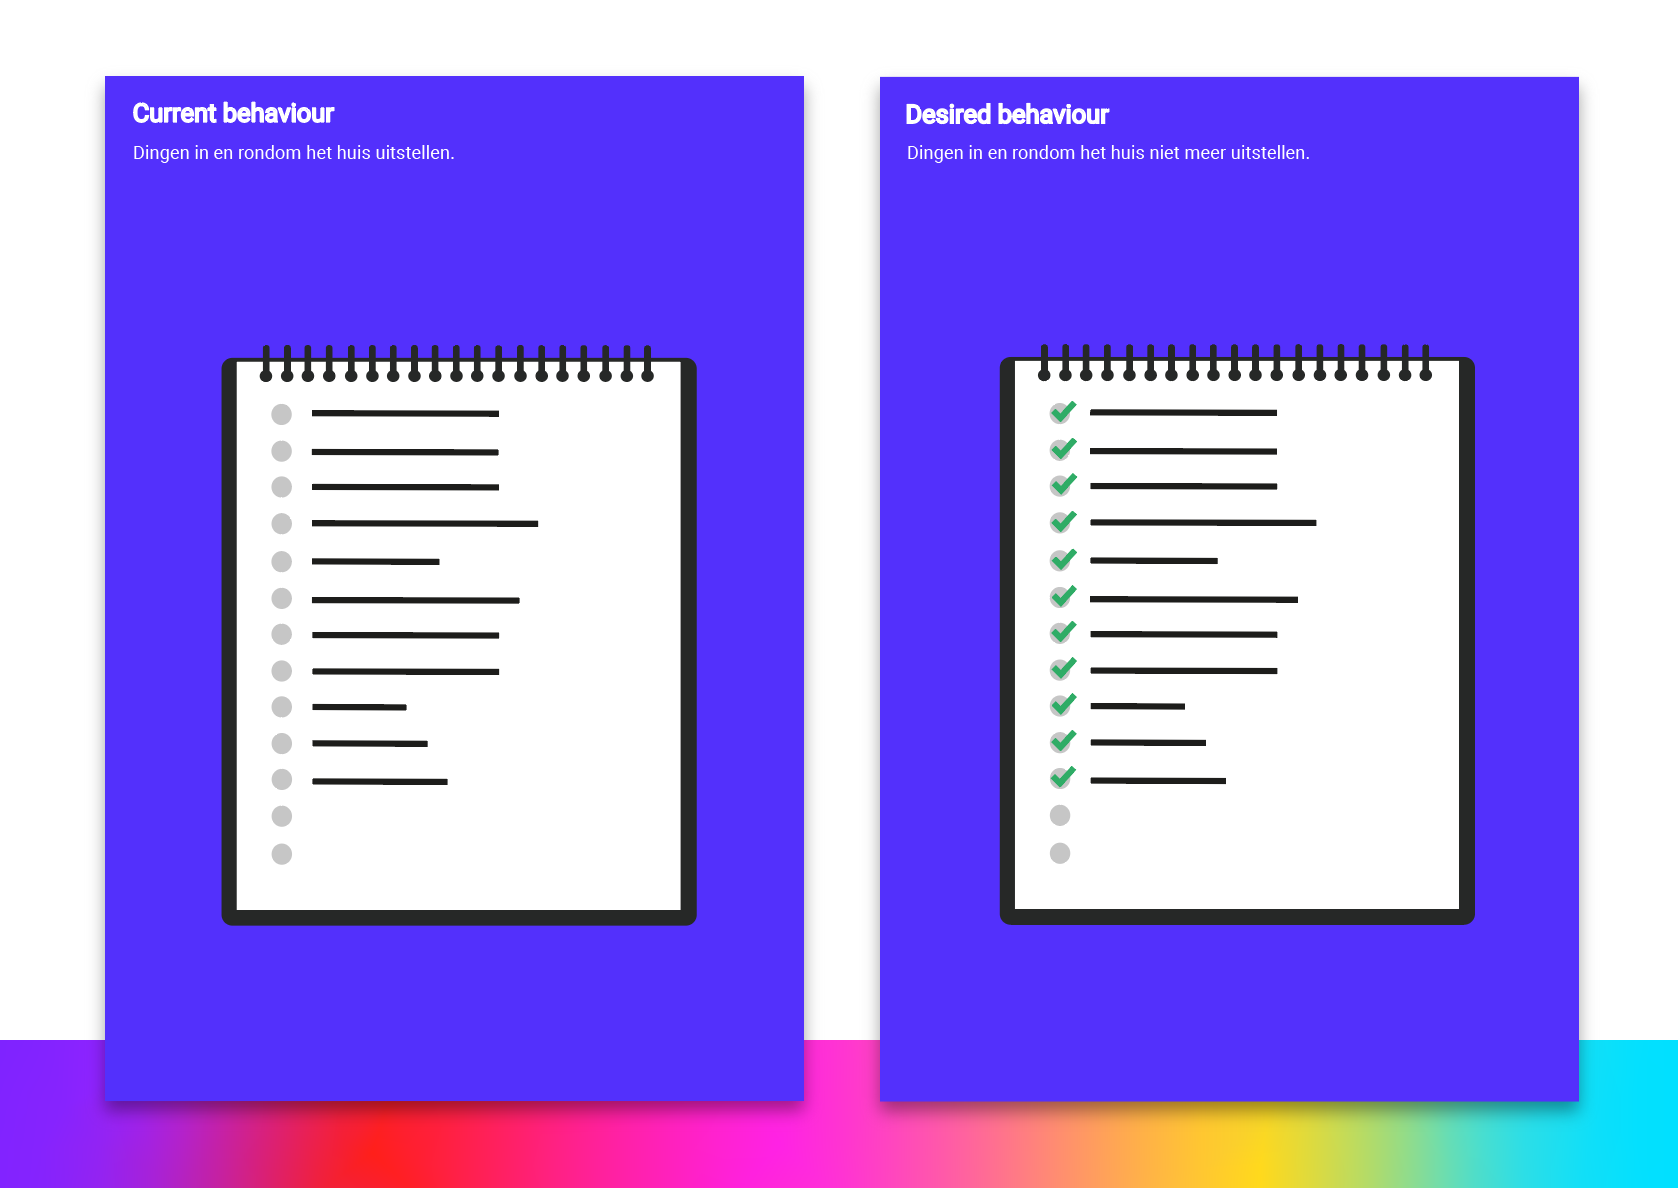 Current behaviour
Dingen in en rondom het huis uitstellen.
Desired behaviour
Dingen in en rondom het huis niet meer uitstellen.